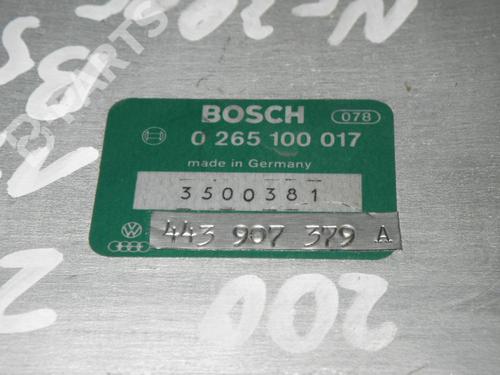 BOSCH 078
0 265 100 017
made in Germany
3500381
443 907 379 A
200